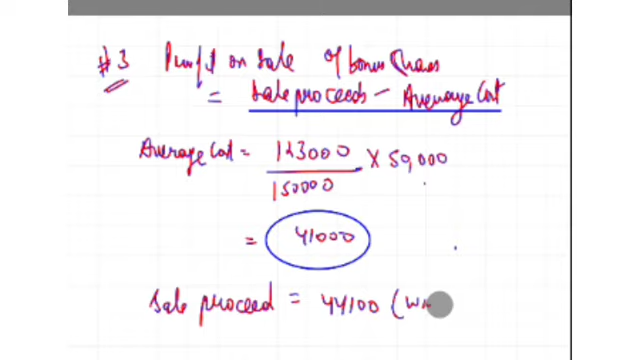 #3 Profit on sale of bonus shares
= Sale proceeds - Average Cost
Average Cost = 123000 / 150000 × 50,000
= 41000
Sale proceed = 44100 (WN